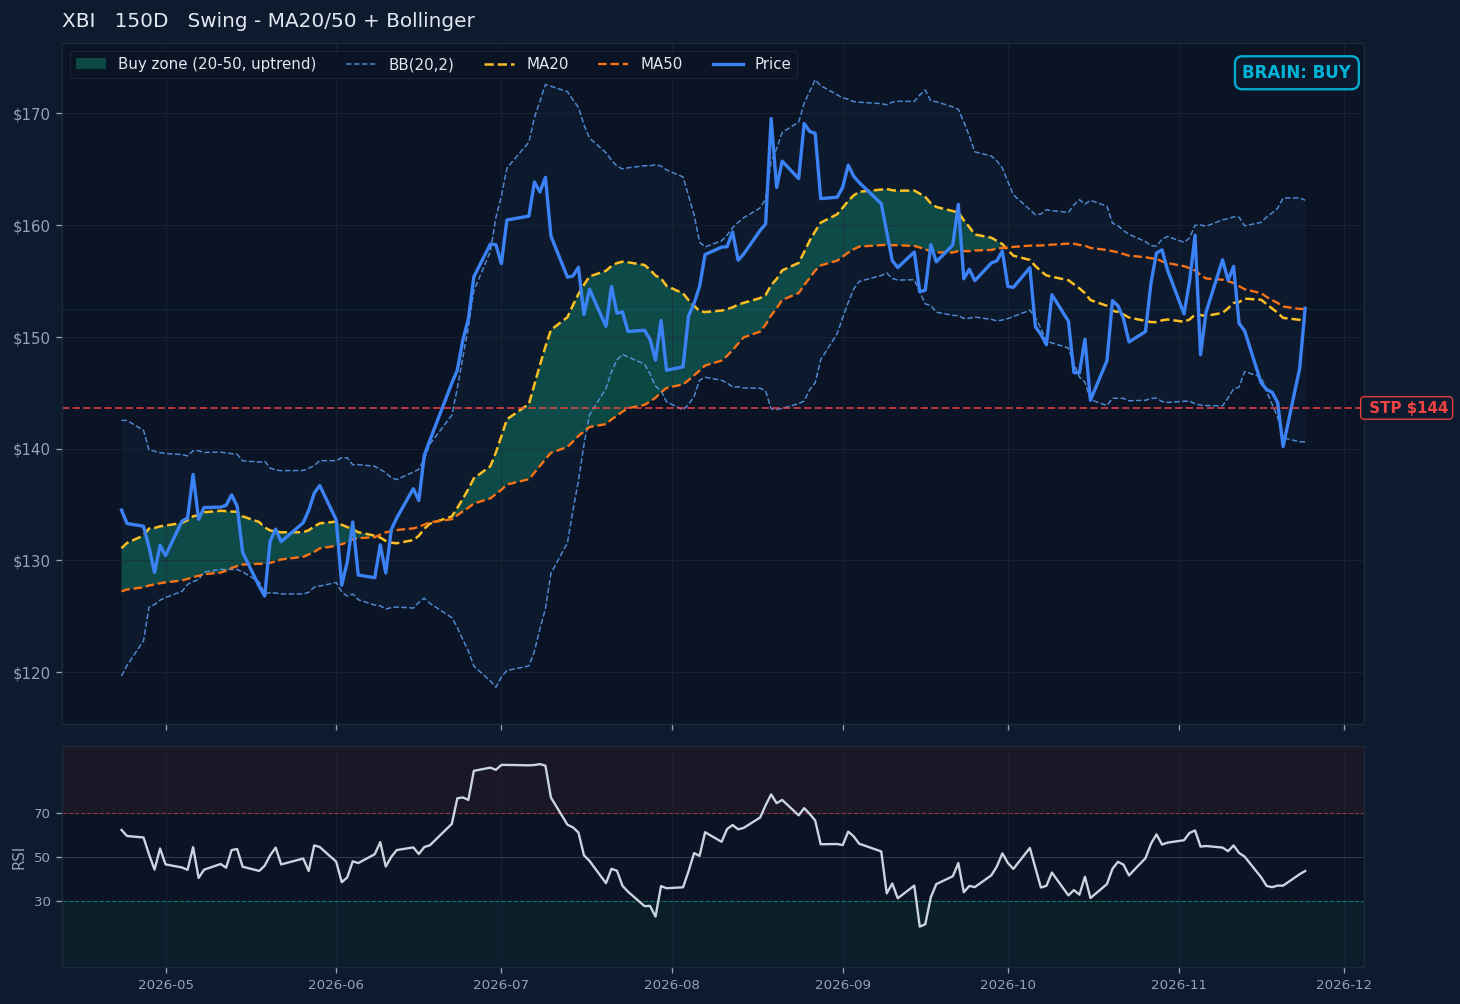 XBI   150D   Swing - MA20/50 + Bollinger
Buy zone (20-50, uptrend)   BB(20,2)   MA20   MA50   Price
BRAIN: BUY
$170
$160
$150
STP $144
$140
$130
$120
70
50
30
RSI
2026-05   2026-06   2026-07   2026-08   2026-09   2026-10   2026-11   2026-12